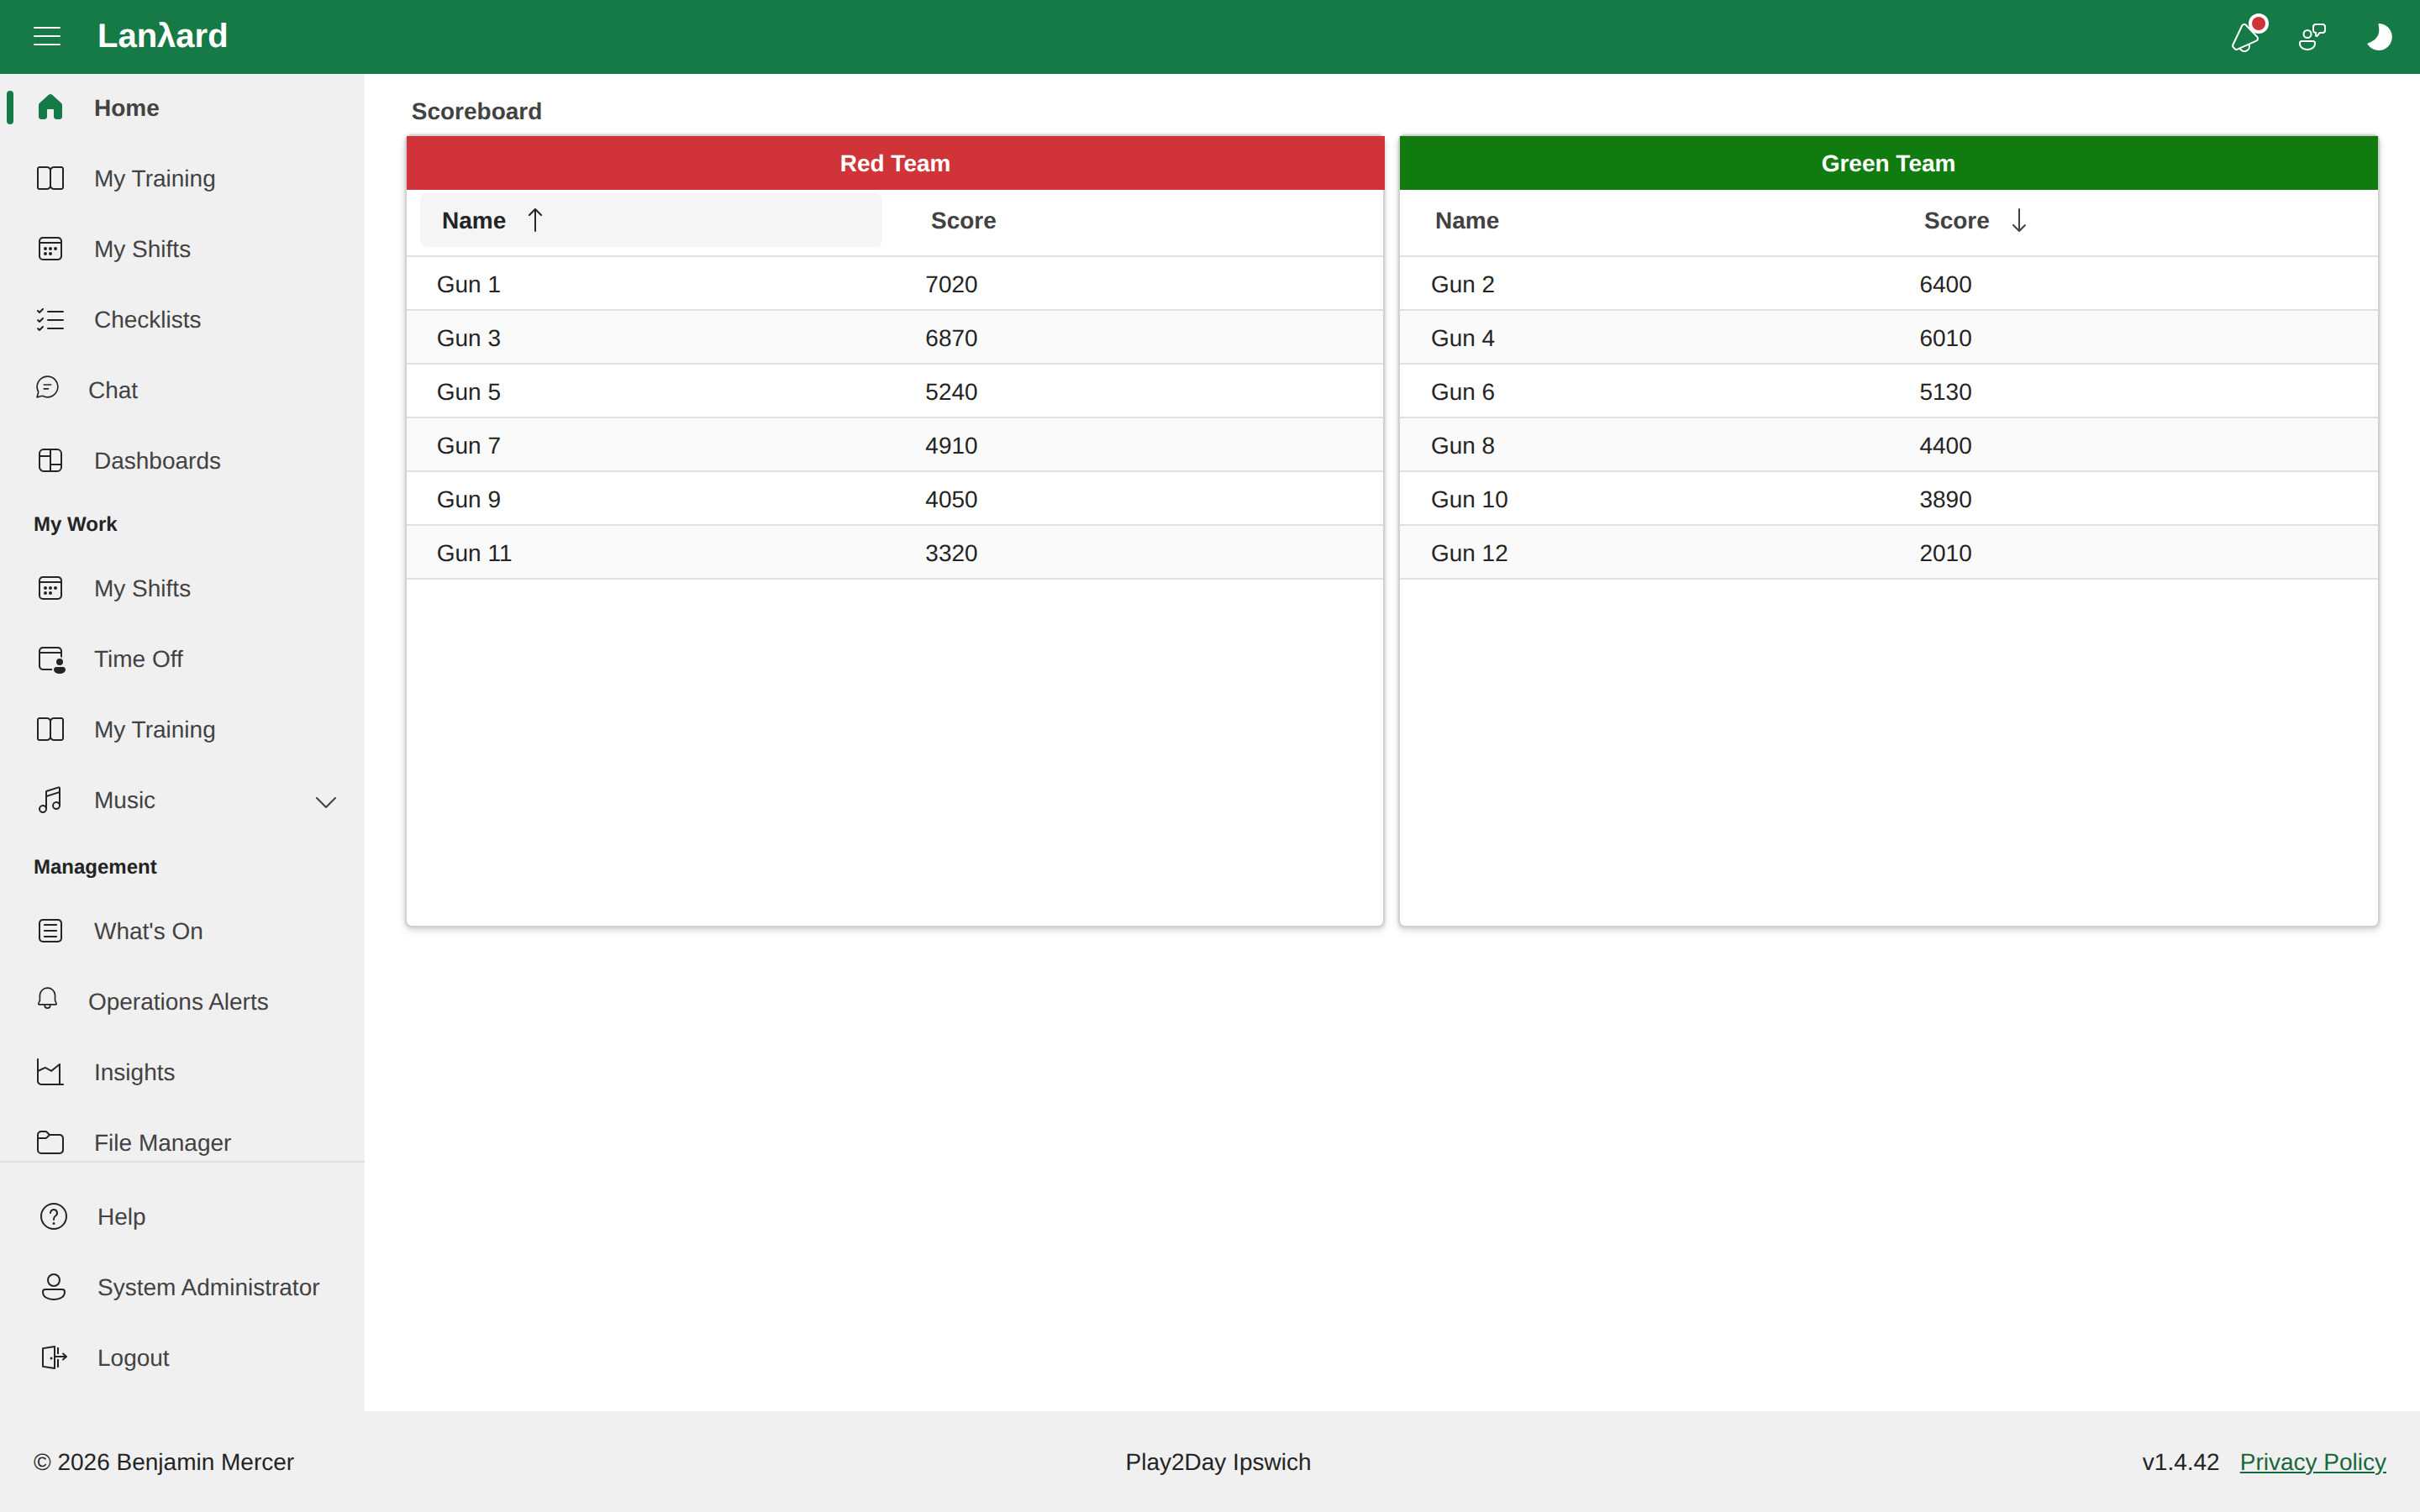 Lanλard
Home
My Training
My Shifts
Checklists
Chat
Dashboards
My Work
My Shifts
Time Off
My Training
Music
Management
What's On
Operations Alerts
Insights
File Manager
Help
System Administrator
Logout
Scoreboard
Red Team
Name Score
Gun 1 7020
Gun 3 6870
Gun 5 5240
Gun 7 4910
Gun 9 4050
Gun 11 3320
Green Team
Name Score
Gun 2 6400
Gun 4 6010
Gun 6 5130
Gun 8 4400
Gun 10 3890
Gun 12 2010
© 2026 Benjamin Mercer
Play2Day Ipswich
v1.4.42 Privacy Policy